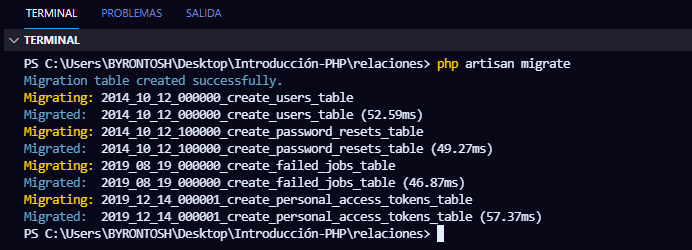 TERMINAL PROBLEMAS SALIDA
TERMINAL
PS C:\Users\BYRONTOSH\Desktop\Introducción-PHP\relaciones> php artisan migrate
Migration table created successfully.
Migrating: 2014_10_12_000000_create_users_table
Migrated:  2014_10_12_000000_create_users_table (52.59ms)
Migrating: 2014_10_12_100000_create_password_resets_table
Migrated:  2014_10_12_100000_create_password_resets_table (49.27ms)
Migrating: 2019_08_19_000000_create_failed_jobs_table
Migrated:  2019_08_19_000000_create_failed_jobs_table (46.87ms)
Migrating: 2019_12_14_000001_create_personal_access_tokens_table
Migrated:  2019_12_14_000001_create_personal_access_tokens_table (57.37ms)
PS C:\Users\BYRONTOSH\Desktop\Introducción-PHP\relaciones>